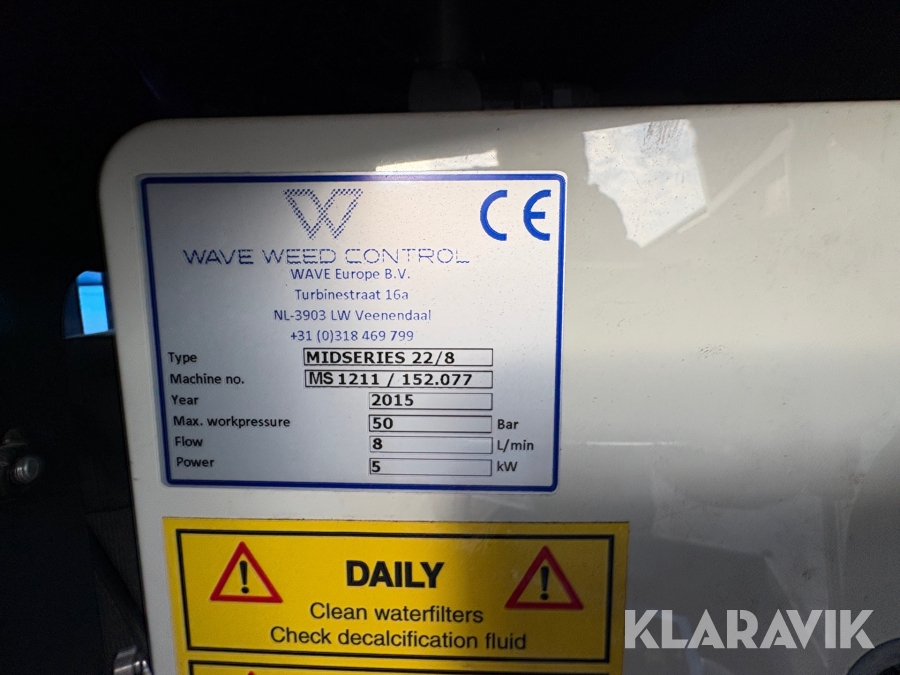 CE
WAVE WEED CONTROL
WAVE Europe B.V.
Turbinestraat 16a
NL-3903 LW Veenendaal
+31 (0)318 469 799
Type MIDSERIES 22/8
Machine no. MS 1211 / 152.077
Year 2015
Max. workpressure 50 Bar
Flow 8 L/min
Power 5 kW
DAILY
Clean waterfilters
Check decalcification fluid
KLARAVIK